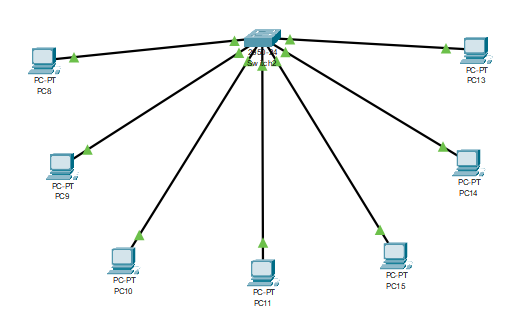 PC-PT
PC8
2950-24
Switch2
PC-PT
PC13
PC-PT
PC9
PC-PT
PC14
PC-PT
PC10
PC-PT
PC11
PC-PT
PC15